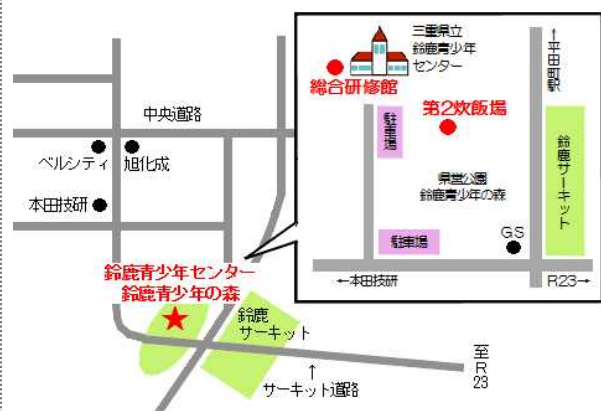 三重県立
鈴鹿青少年
センター
総合研修館
第2炊飯場
駐車場
県営公園
鈴鹿青少年の森
駐車場
GS
←平田町駅
鈴鹿サーキット
←本田技研
R23→
中央道路
ベルシティ
旭化成
本田技研
鈴鹿青少年センター
鈴鹿青少年の森
鈴鹿
サーキット
↑
サーキット道路
至R23